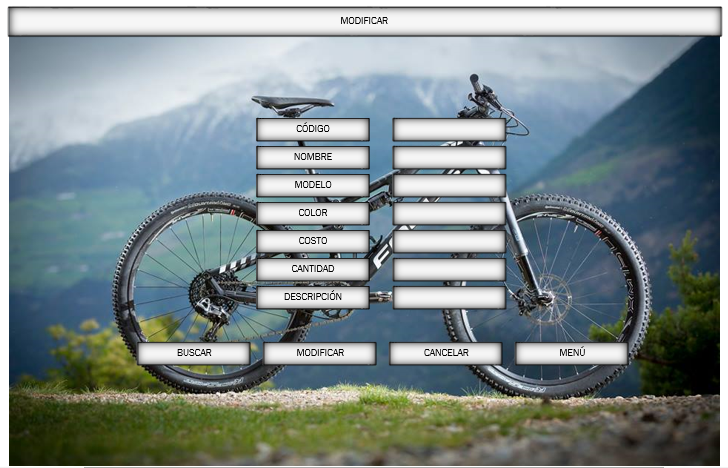 MODIFICAR
CÓDIGO
NOMBRE
MODELO
COLOR
COSTO
CANTIDAD
DESCRIPCIÓN
BUSCAR MODIFICAR CANCELAR MENÚ